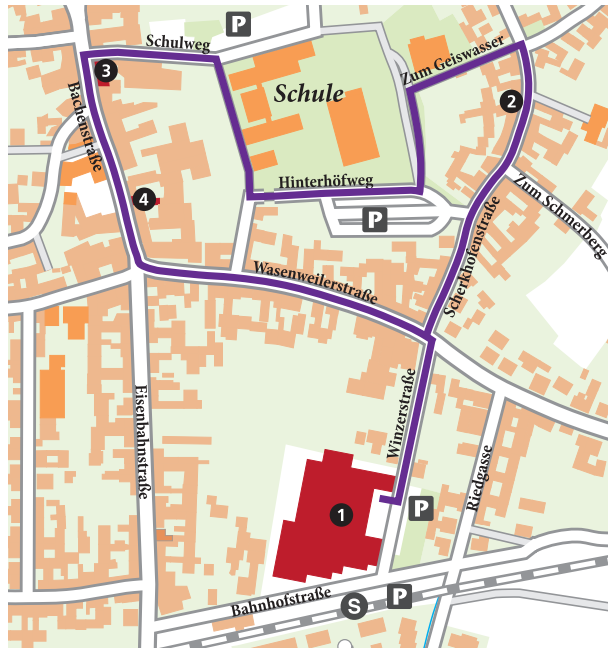 P
Schulweg
Zum Geiswasser
3
Schule
2
Bachenstraße
Hinterhöfweg
Zum Schmerberg
4
P
Scherkhofenstraße
Wasenweilerstraße
Winzerstraße
Eisenbahnstraße
Riedgasse
1
P
Bahnhofstraße
S
P